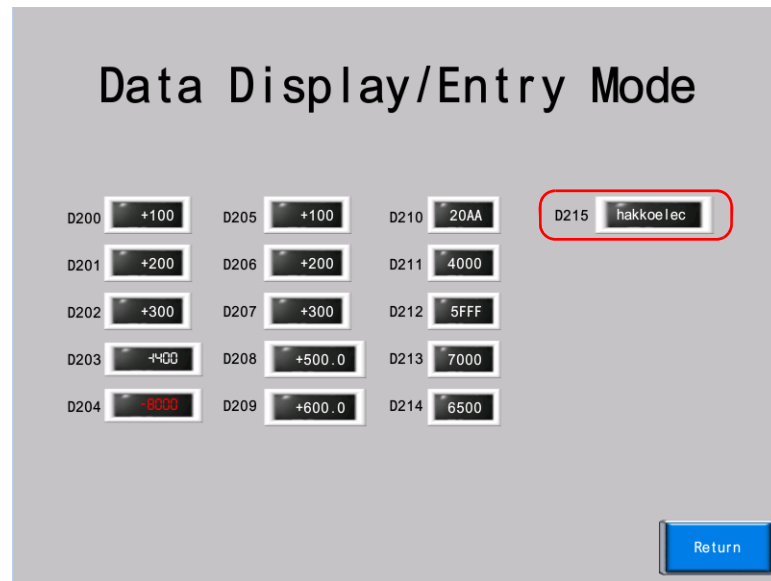 Data Display/Entry Mode
D200 +100 D205 +100 D210 20AA D215 hakkoelec
D201 +200 D206 +200 D211 4000
D202 +300 D207 +300 D212 5FFF
D203 -1400 D208 +500.0 D213 7000
D204 -8000 D209 +600.0 D214 6500
Return